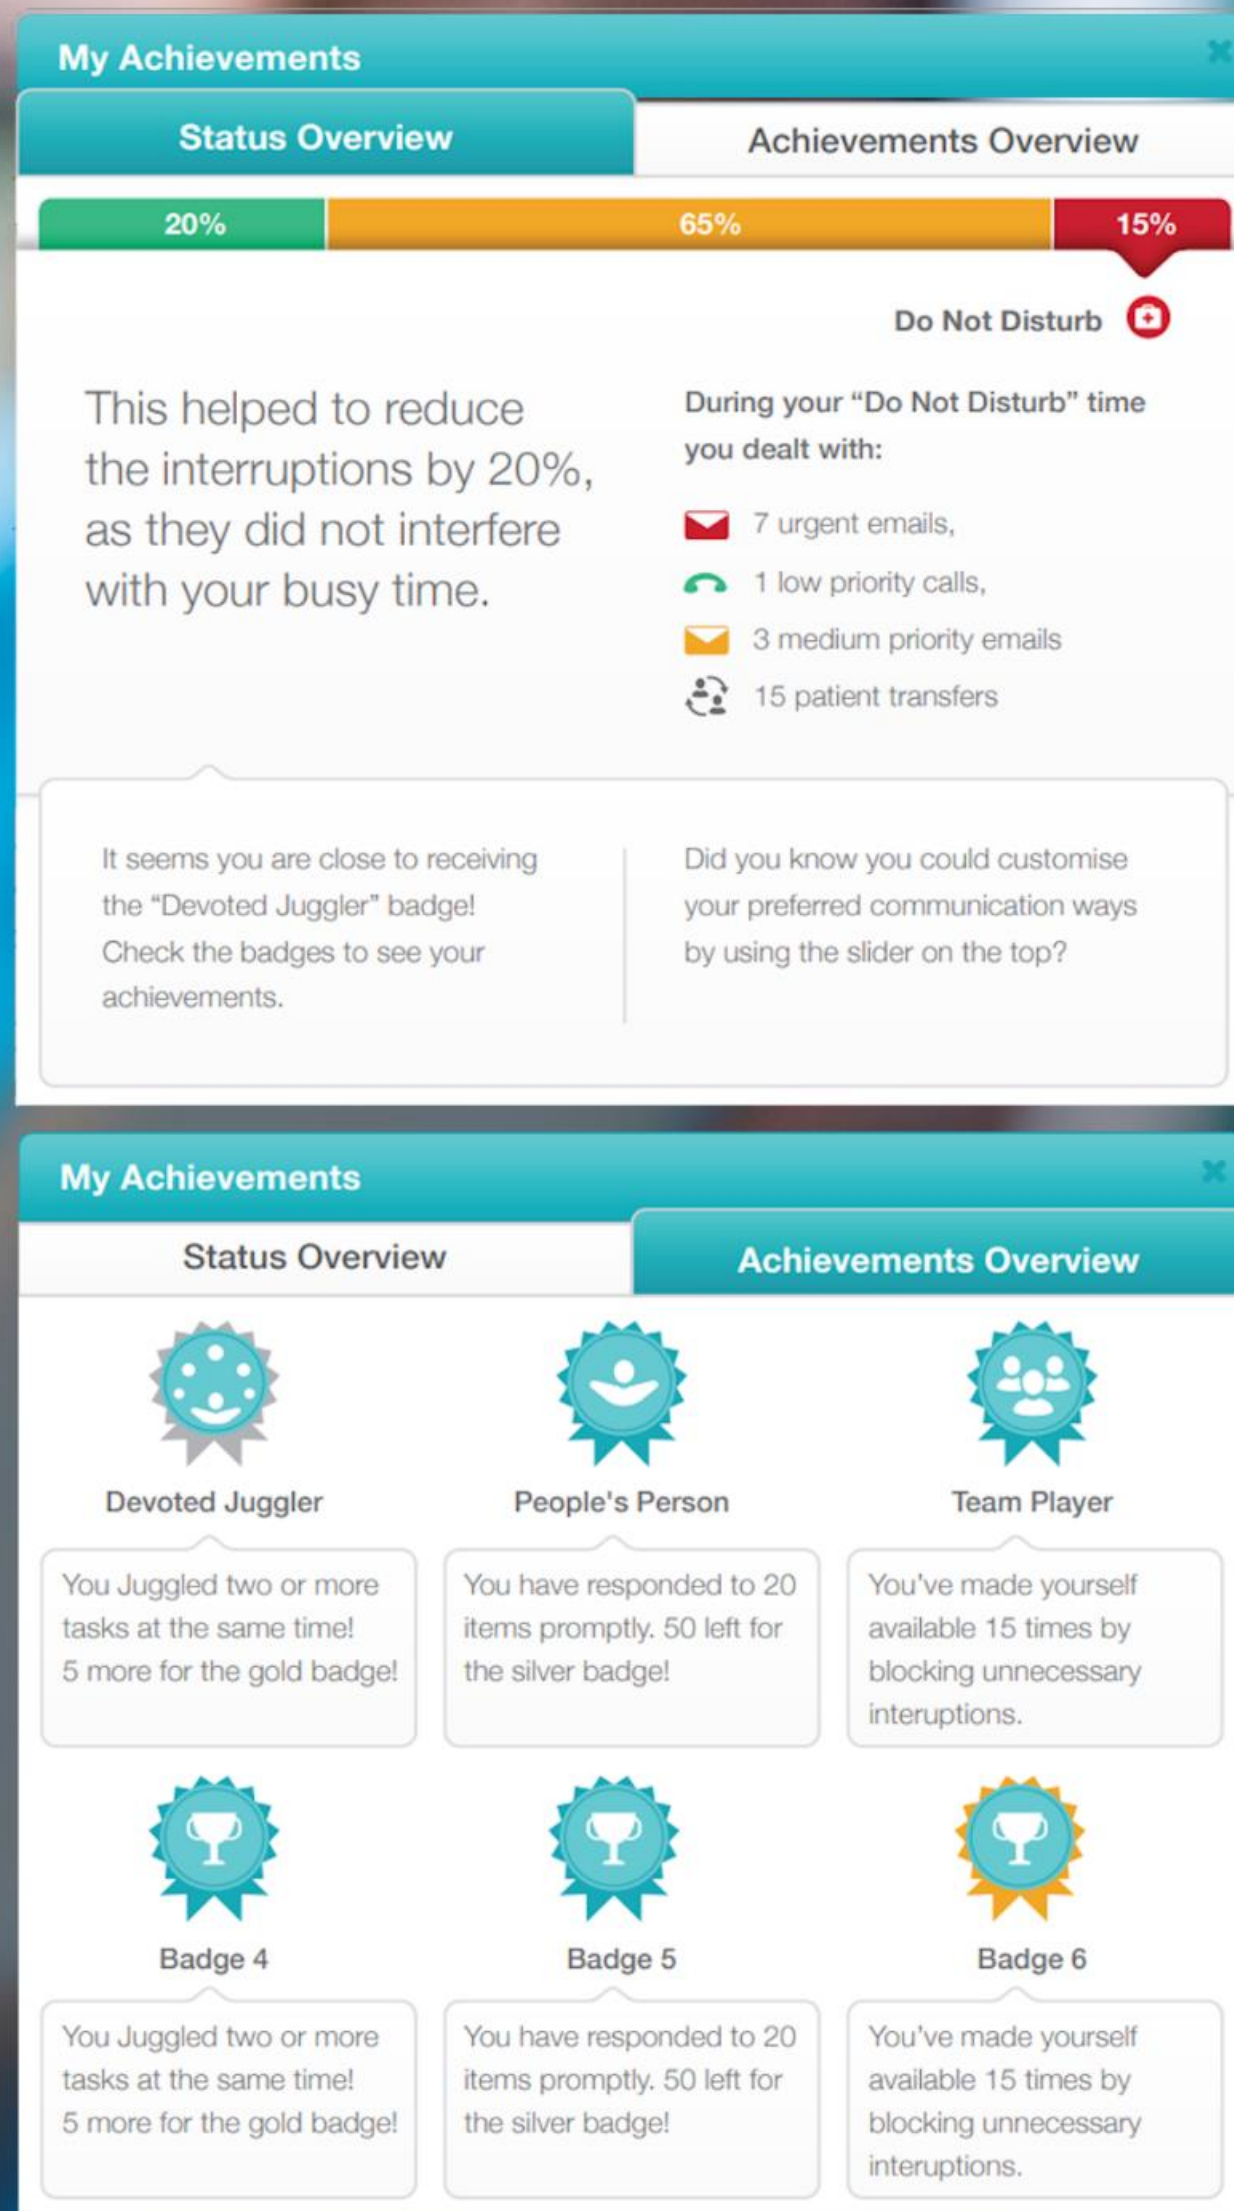 My Achievements
Status Overview
Achievements Overview
20%
65%
15%
Do Not Disturb
This helped to reduce
the interruptions by 20%,
as they did not interfere
with your busy time.
During your “Do Not Disturb” time
you dealt with:
7 urgent emails,
1 low priority calls,
3 medium priority emails
15 patient transfers
It seems you are close to receiving
the “Devoted Juggler” badge!
Check the badges to see your
achievements.
Did you know you could customise
your preferred communication ways
by using the slider on the top?
My Achievements
Status Overview
Achievements Overview
Devoted Juggler
You Juggled two or more
tasks at the same time!
5 more for the gold badge!
People's Person
You have responded to 20
items promptly. 50 left for
the silver badge!
Team Player
You've made yourself
available 15 times by
blocking unnecessary
interuptions.
Badge 4
You Juggled two or more
tasks at the same time!
5 more for the gold badge!
Badge 5
You have responded to 20
items promptly. 50 left for
the silver badge!
Badge 6
You've made yourself
available 15 times by
blocking unnecessary
interuptions.